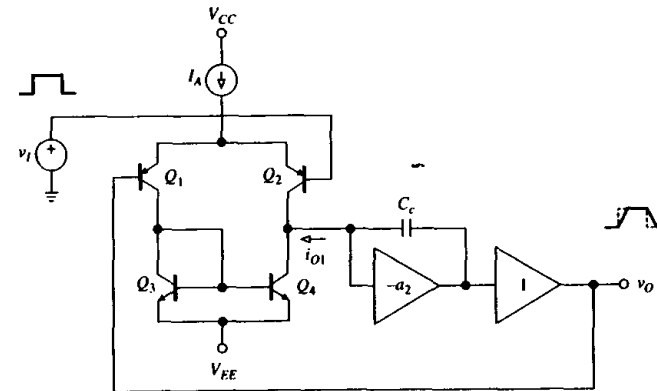 V_CC
I_A
v_I
Q_1
Q_2
C_c
i_O1
-a_2
1
v_O
Q_3
Q_4
V_EE